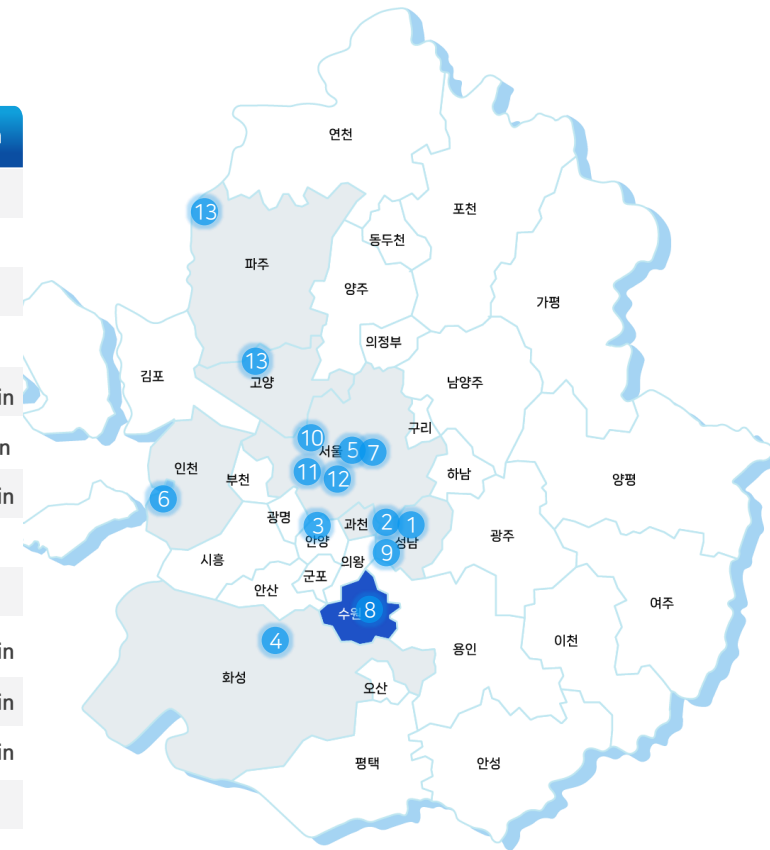 연천
포천
13
동두천
파주
양주
가평
의정부
13
고양
김포
남양주
in
구리
10
서울
5
7
in
인천
부천
11
12
하남
양평
6
in
광명
3
과천
2
1
안양
성남
광주
9
시흥
의왕
군포
안산
여주
수원
8
4
이천
in
용인
화성
오산
in
in
평택
안성